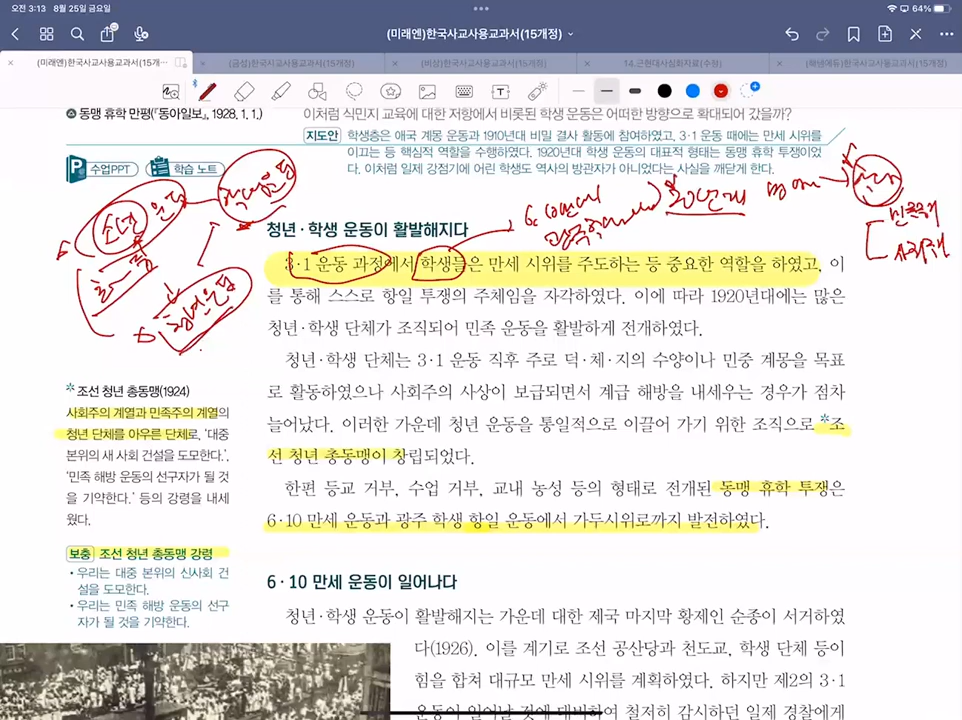 오전 3:13 8월 25일 금요일
64%
(미래엔)한국사교사용교과서(15개정)
(미래엔)한국사교사용교과서(15개…
(금성)한국사교사용교과서(15개정)
(비상)한국사교사용교과서(15개정)
14.근현대사심화자료(수정)
(해냄에듀)한국사교사용교과서(15개정)
동맹 휴학 만평(『동아일보』, 1928. 1. 1.)
이처럼 식민지 교육에 대한 저항에서 비롯된 학생 운동은 어떠한 방향으로 확대되어 갔을까?
지도안 학생층은 애국 계몽 운동과 1910년대 비밀 결사 활동에 참여하였고, 3·1 운동 때에는 만세 시위를
이끄는 등 핵심적 역할을 수행하였다. 1920년대 학생 운동의 대표적 형태는 동맹 휴학 투쟁이었
다. 이처럼 일제 강점기에 어린 학생도 역사의 방관자가 아니었다는 사실을 깨닫게 한다.
수업PPT 학습 노트
소년 운동
청년운동
청년·학생 운동이 활발해지다
3·1 운동 과정에서 학생들은 만세 시위를 주도하는 등 중요한 역할을 하였고, 이
를 통해 스스로 항일 투쟁의 주체임을 자각하였다. 이에 따라 1920년대에는 많은
청년·학생 단체가 조직되어 민족 운동을 활발하게 전개하였다.
청년·학생 단체는 3·1 운동 직후 주로 덕·체·지의 수양이나 민중 계몽을 목표
로 활동하였으나 사회주의 사상이 보급되면서 계급 해방을 내세우는 경우가 점차
늘어났다. 이러한 가운데 청년 운동을 통일적으로 이끌어 가기 위한 조직으로 *조
선 청년 총동맹이 창립되었다.
한편 등교 거부, 수업 거부, 교내 농성 등의 형태로 전개된 동맹 휴학 투쟁은
6·10 만세 운동과 광주 학생 항일 운동에서 가두시위로까지 발전하였다.
* 조선 청년 총동맹(1924)
사회주의 계열과 민족주의 계열의
청년 단체를 아우른 단체로, ‘대중
본위의 새 사회 건설을 도모한다.’,
‘민족 해방 운동의 선구자가 될 것
을 기약한다.’ 등의 강령을 내세
웠다.
보충 조선 청년 총동맹 강령
• 우리는 대중 본위의 신사회 건
설을 도모한다.
• 우리는 민족 해방 운동의 선구
자가 될 것을 기약한다.
6·10 만세 운동이 일어나다
청년·학생 운동이 활발해지는 가운데 대한 제국 마지막 황제인 순종이 서거하였
다(1926). 이를 계기로 조선 공산당과 천도교, 학생 단체 등이
힘을 합쳐 대규모 만세 시위를 계획하였다. 하지만 제2의 3·1
운동이 일어날 것에 대비하여 철저히 감시하던 일제 경찰에게